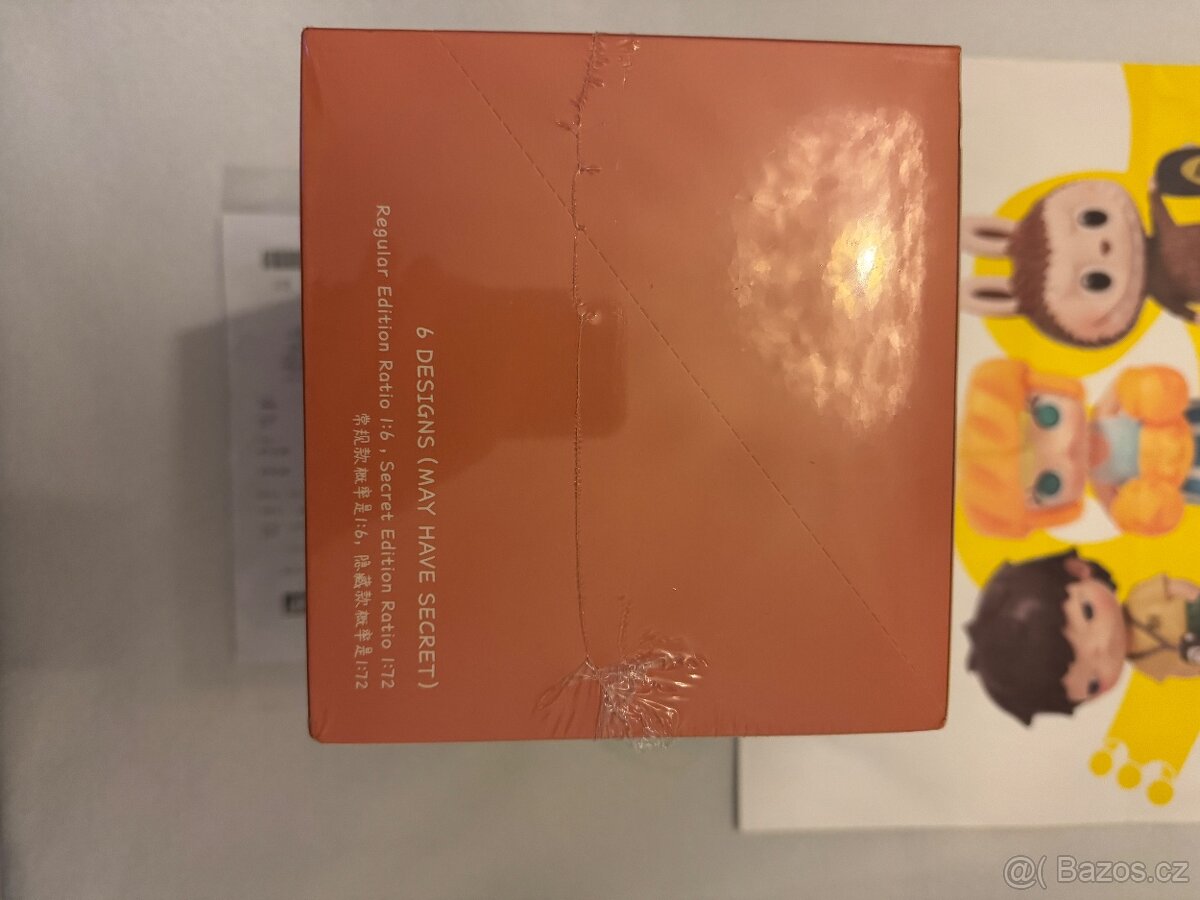 6 DESIGNS (MAY HAVE SECRET)
Regular Edition Ratio 1:6 , Secret Edition Ratio 1:72
常规款概率是1:6, 隐藏款概率是1:72
@( Bazos.cz